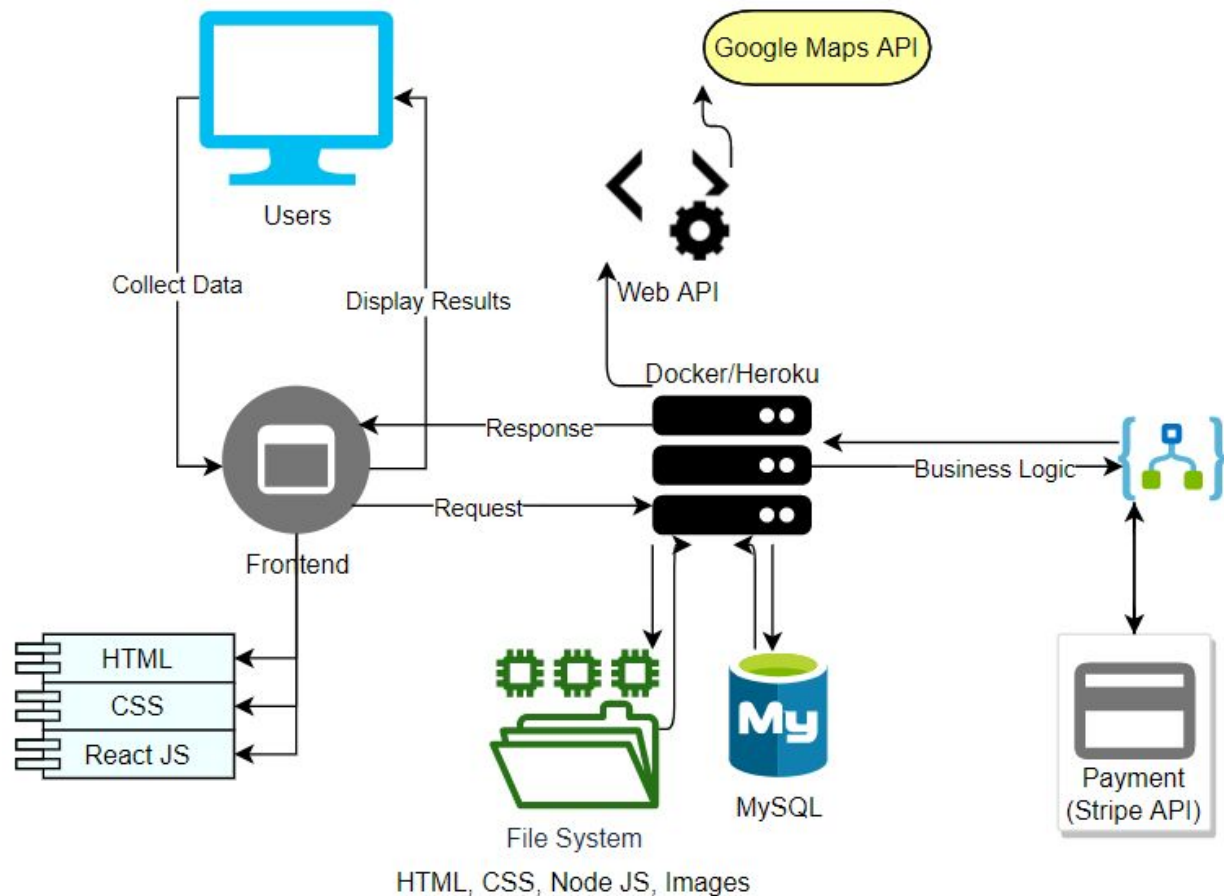 Google Maps API
Users
Collect Data
Display Results
Web API
Docker/Heroku
Response
Business Logic
Request
Frontend
HTML
CSS
React JS
My
MySQL
File System
HTML, CSS, Node JS, Images
Payment
(Stripe API)